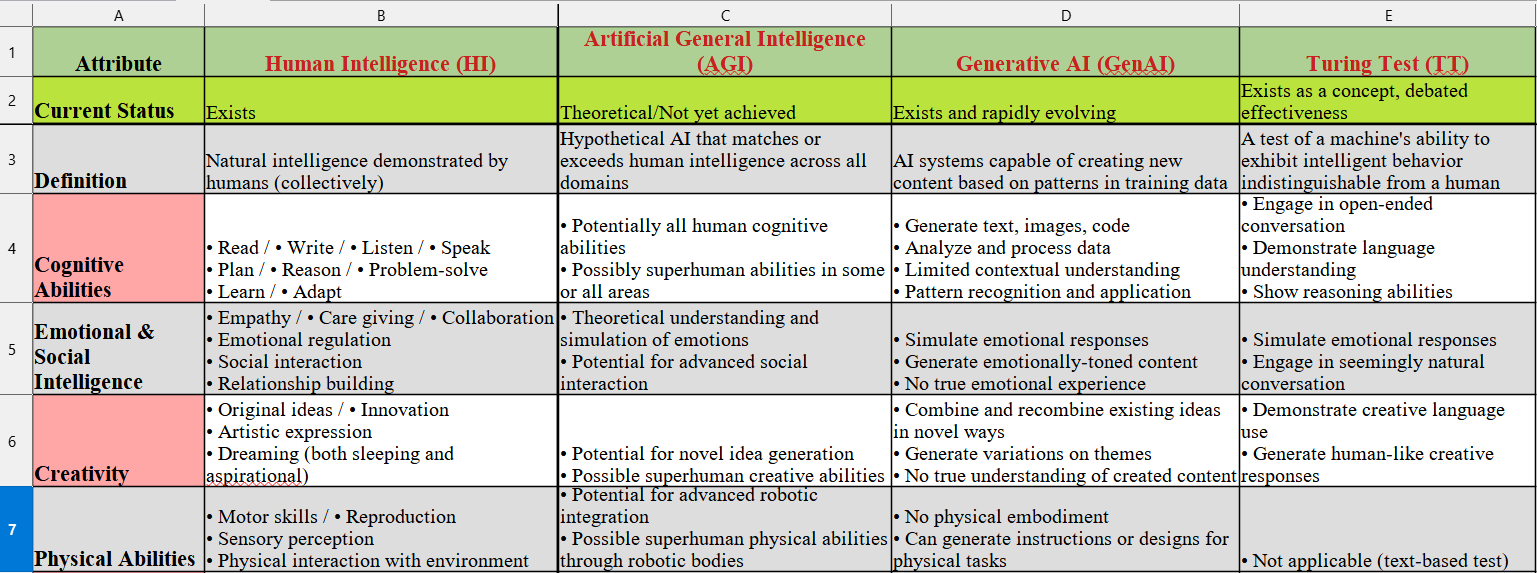 A B C D E
1 Attribute Human Intelligence (HI) Artificial General Intelligence
(AGI) Generative AI (GenAI) Turing Test (TT)
2 Current Status Exists Theoretical/Not yet achieved Exists and rapidly evolving Exists as a concept, debated
effectiveness
3 Definition
Natural intelligence demonstrated by
humans (collectively)
Hypothetical AI that matches or
exceeds human intelligence across all
domains
AI systems capable of creating new
content based on patterns in training data
A test of a machine's ability to
exhibit intelligent behavior
indistinguishable from a human
4 Cognitive
Abilities
• Read / • Write / • Listen / • Speak
• Plan / • Reason / • Problem-solve
• Learn / • Adapt
• Potentially all human cognitive
abilities
• Possibly superhuman abilities in some
or all areas
• Generate text, images, code
• Analyze and process data
• Limited contextual understanding
• Pattern recognition and application
• Engage in open-ended
conversation
• Demonstrate language
understanding
• Show reasoning abilities
5 Emotional &
Social
Intelligence
• Empathy / • Care giving / • Collaboration
• Emotional regulation
• Social interaction
• Relationship building
• Theoretical understanding and
simulation of emotions
• Potential for advanced social
interaction
• Simulate emotional responses
• Generate emotionally-toned content
• No true emotional experience
• Simulate emotional responses
• Engage in seemingly natural
conversation
6 Creativity
• Original ideas / • Innovation
• Artistic expression
• Dreaming (both sleeping and
aspirational)
• Potential for novel idea generation
• Possible superhuman creative abilities
• Combine and recombine existing ideas
in novel ways
• Generate variations on themes
• No true understanding of created content
• Demonstrate creative language
use
• Generate human-like creative
responses
7 Physical Abilities
• Motor skills / • Reproduction
• Sensory perception
• Physical interaction with environment
• Potential for advanced robotic
integration
• Possible superhuman physical abilities
through robotic bodies
• No physical embodiment
• Can generate instructions or designs for
physical tasks
• Not applicable (text-based test)